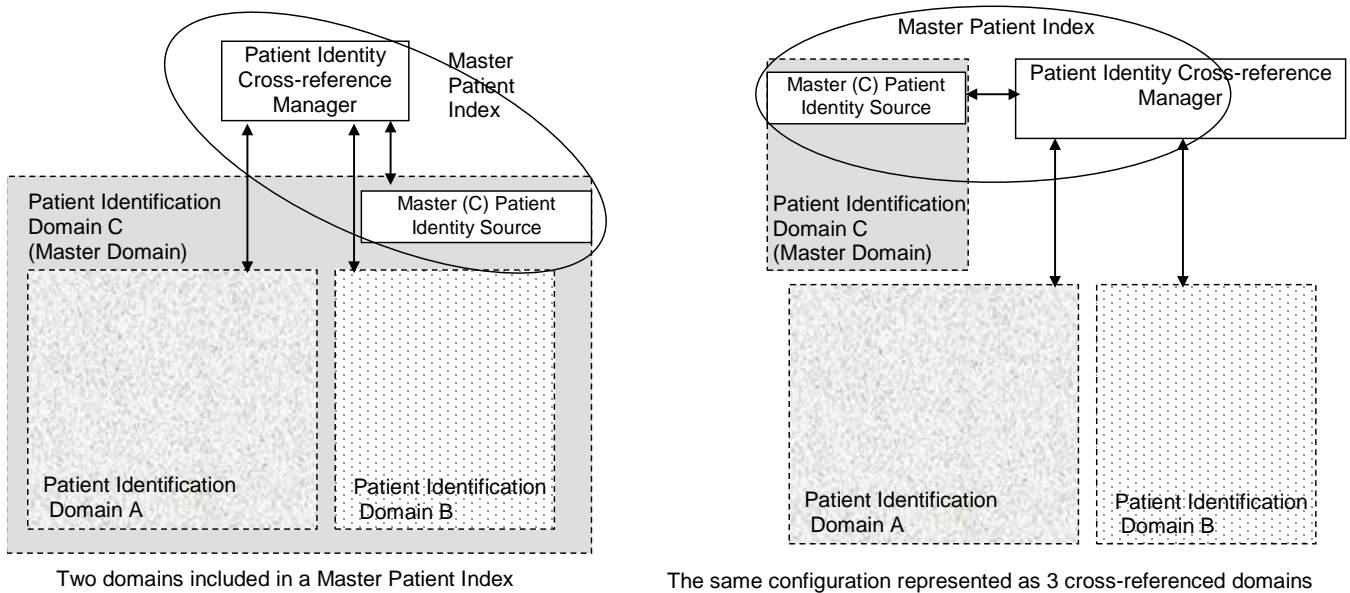 Patient Identity
Cross-reference
Manager
Master
Patient
Index
Patient Identification
Domain C
(Master Domain)
Master (C) Patient
Identity Source
Patient Identification
Domain A
Patient Identification
Domain B
Two domains included in a Master Patient Index
Master Patient Index
Master (C) Patient
Identity Source
Patient Identity Cross-reference
Manager
Patient Identification
Domain C
(Master Domain)
Patient Identification
Domain A
Patient Identification
Domain B
The same configuration represented as 3 cross-referenced domains